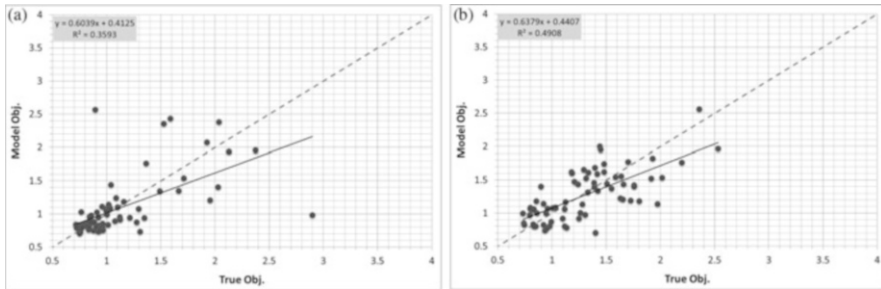 (a)
y = 0.6039x + 0.4125
R² = 0.3593
4
3.5
3
2.5
2
1.5
1
0.5
Model Obj.
0.5 1 1.5 2 2.5 3 3.5 4
True Obj.
(b)
y = 0.6379x + 0.4407
R² = 0.4908
4
3.5
3
2.5
2
1.5
1
0.5
Model Obj.
0.5 1 1.5 2 2.5 3 3.5 4
True Obj.